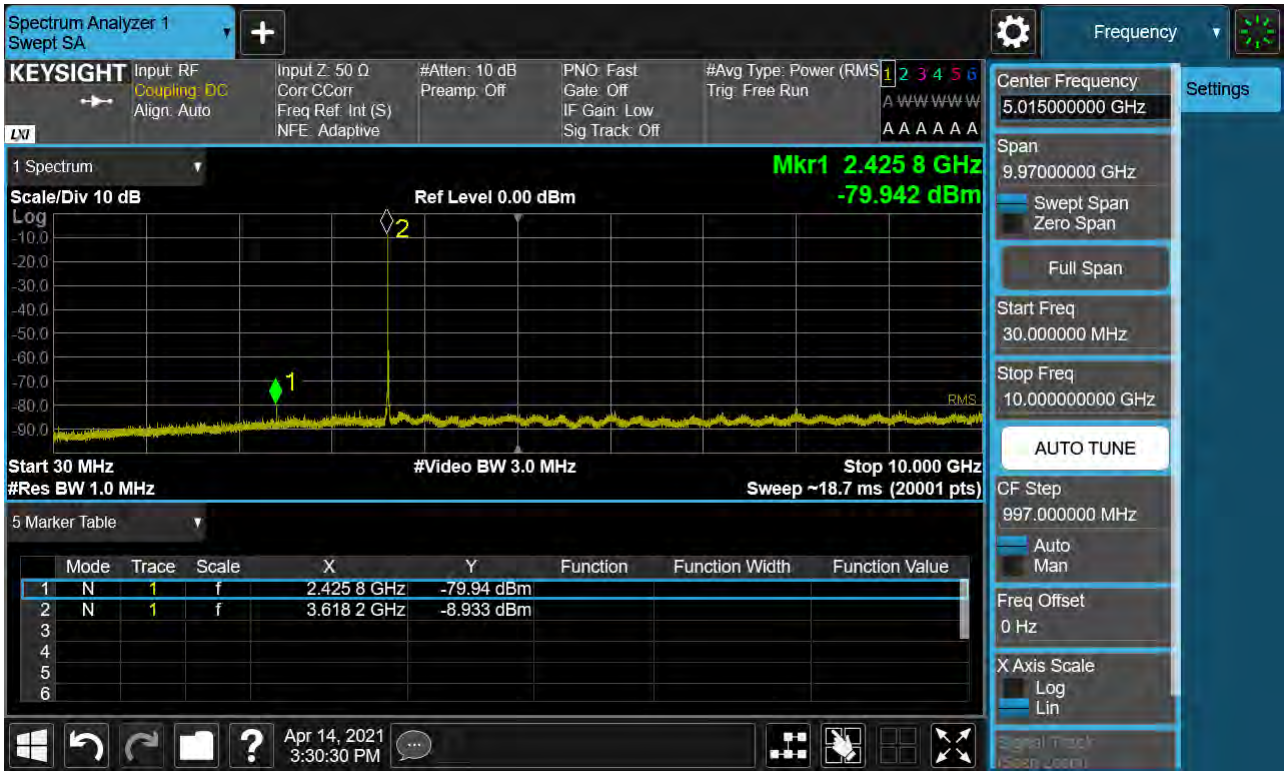 Spectrum Analyzer 1
Swept SA
+
Frequency
KEYSIGHT
LXI
Input: RF
Coupling: DC
Align: Auto
Input Z: 50 Ω
Corr CCorr
Freq Ref: Int (S)
NFE: Adaptive
#Atten: 10 dB
Preamp: Off
PNO: Fast
Gate: Off
IF Gain: Low
Sig Track: Off
#Avg Type: Power (RMS
Trig: Free Run
1 2 3 4 5 6
A W W W W W
A A A A A A
1 Spectrum
Scale/Div 10 dB
Ref Level 0.00 dBm
Mkr1 2.425 8 GHz
-79.942 dBm
Log
-10.0
-20.0
-30.0
-40.0
-50.0
-60.0
-70.0
-80.0
-90.0
2
1
RMS
Start 30 MHz
#Video BW 3.0 MHz
Stop 10.000 GHz
#Res BW 1.0 MHz
Sweep ~18.7 ms (20001 pts)
5 Marker Table
Mode Trace Scale X Y Function Function Width Function Value
1 N 1 f 2.425 8 GHz -79.94 dBm
2 N 1 f 3.618 2 GHz -8.933 dBm
3
4
5
6
Apr 14, 2021
3:30:30 PM
Center Frequency
5.015000000 GHz
Span
9.97000000 GHz
Swept Span
Zero Span
Full Span
Start Freq
30.000000 MHz
Stop Freq
10.000000000 GHz
AUTO TUNE
CF Step
997.000000 MHz
Auto
Man
Freq Offset
0 Hz
X Axis Scale
Log
Lin
Signal Track
(Span Zoom)
Settings